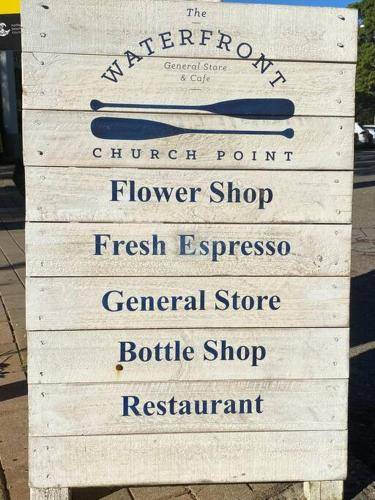 The
WATERFRONT
General Store
& Cafe
CHURCH POINT
Flower Shop
Fresh Espresso
General Store
Bottle Shop
Restaurant